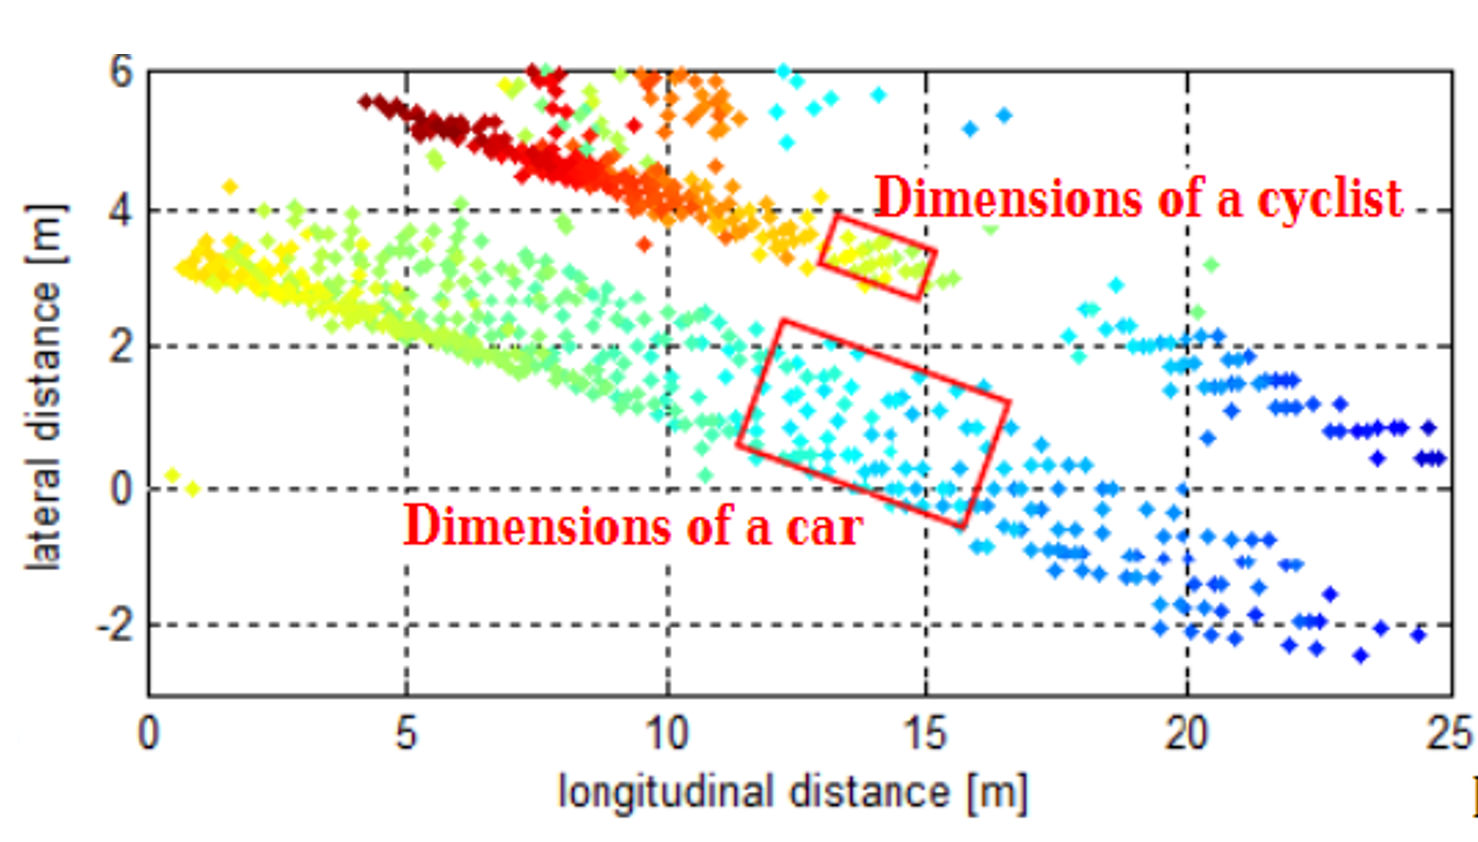 6
4
2
0
-2
lateral distance [m]
Dimensions of a cyclist
Dimensions of a car
0 5 10 15 20 25
longitudinal distance [m]